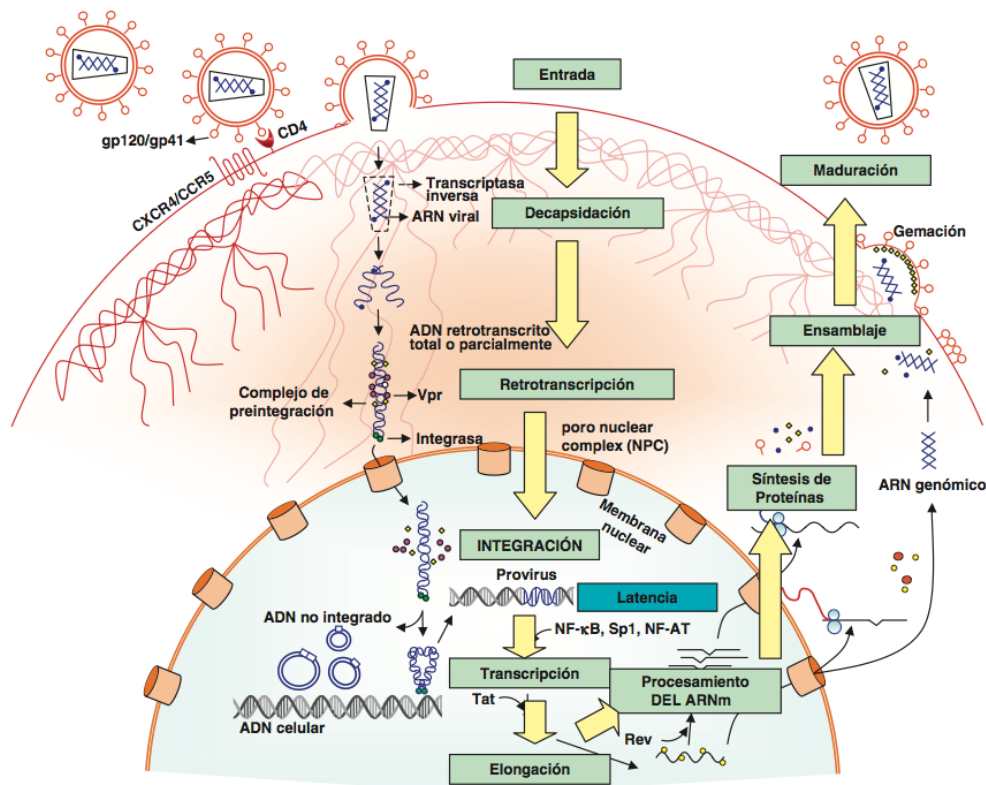 Entrada
gp120/gp41
CD4
CXCR4/CCR5
Transcriptasa
inversa
ARN viral
Decapsidación
Maduración
Gemación
ADN retrotranscrito
total o parcialmente
Ensamblaje
Retrotranscripción
Complejo de
preintegración
Vpr
Integrasa
poro nuclear
complex (NPC)
Síntesis de
Proteínas
ARN genómico
Membrana
nuclear
INTEGRACIÓN
Provirus
Latencia
ADN no integrado
NF-κB, Sp1, NF-AT
Transcripción
Procesamiento
DEL ARNm
Tat
ADN celular
Rev
Elongación